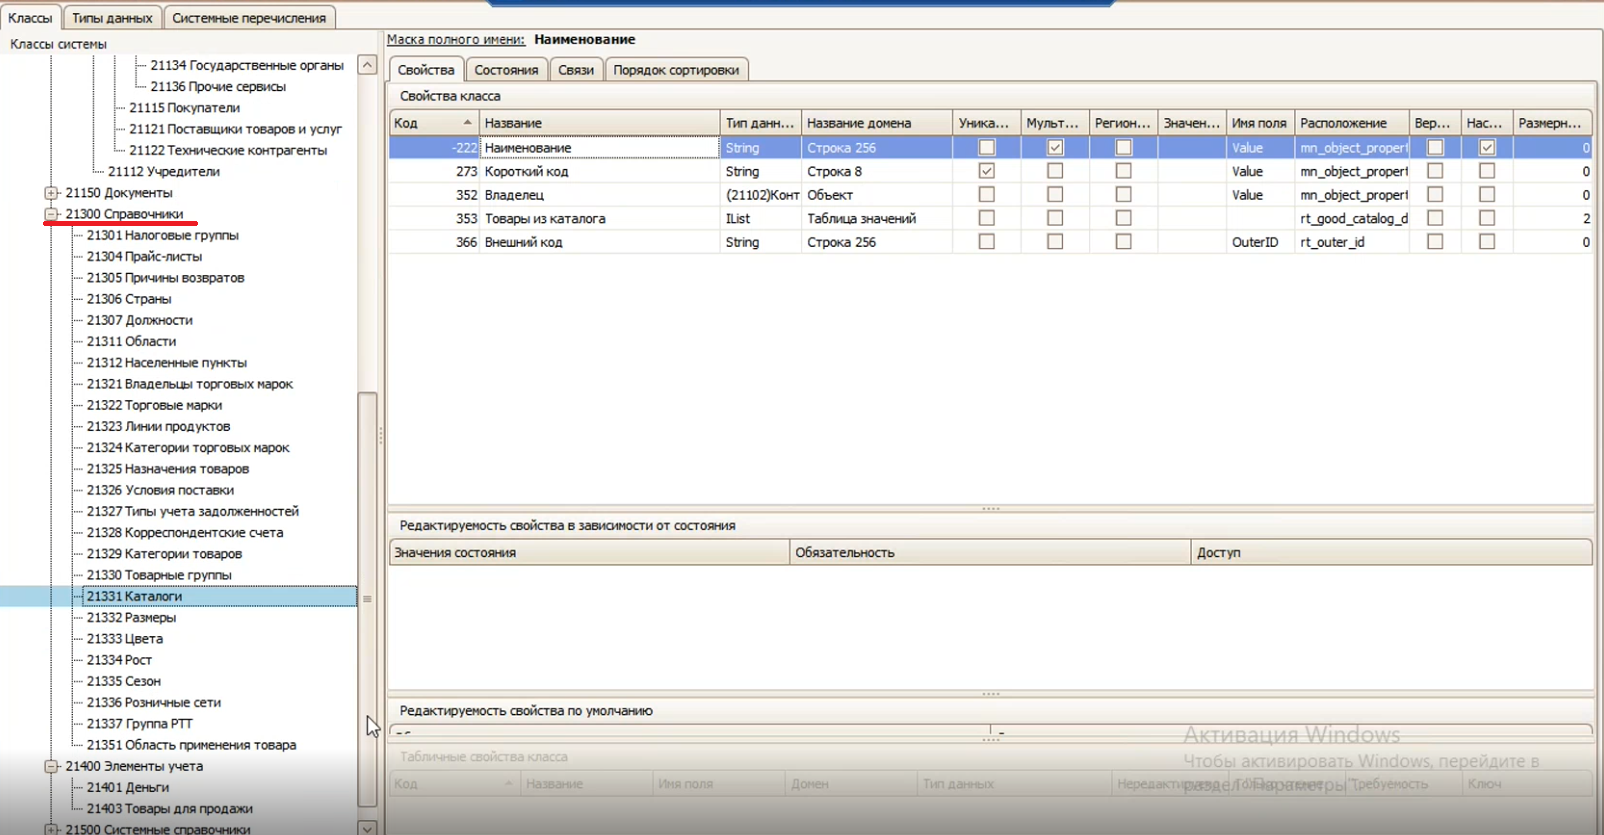 Классы Типы данных Системные перечисления
Классы системы
21134 Государственные органы
21136 Прочие сервисы
21115 Покупатели
21121 Поставщики товаров и услуг
21122 Технические контрагенты
21112 Учредители
21150 Документы
21300 Справочники
21301 Налоговые группы
21304 Прайс-листы
21305 Причины возвратов
21306 Страны
21307 Должности
21311 Области
21312 Населенные пункты
21321 Владельцы торговых марок
21322 Торговые марки
21323 Линии продуктов
21324 Категории торговых марок
21325 Назначения товаров
21326 Условия поставки
21327 Типы учета задолженностей
21328 Корреспондентские счета
21329 Категории товаров
21330 Товарные группы
21331 Каталоги
21332 Размеры
21333 Цвета
21334 Рост
21335 Сезон
21336 Розничные сети
21337 Группа РТТ
21351 Область применения товара
21400 Элементы учета
21401 Деньги
21403 Товары для продажи
21500 Системные справочники
Маска полного имени: Наименование
Свойства Состояния Связи Порядок сортировки
Свойства класса
Код Название Тип данн... Название домена Уника... Мульт... Регион... Значен... Имя поля Расположение Вер... Нас... Размерн...
-222 Наименование String Строка 256 Value mn_object_propert 0
273 Короткий код String Строка 8 Value mn_object_propert 0
352 Владелец (21102)Конт Объект Value mn_object_propert 0
353 Товары из каталога IList Таблица значений rt_good_catalog_d 2
366 Внешний код String Строка 256 OuterID rt_outer_id 0
Редактируемость свойства в зависимости от состояния
Значения состояния Обязательность Доступ
Редактируемость свойства по умолчанию
Табличные свойства класса
Код Название Имя поля Домен Тип данных Нередактируемо Требуемость Ключ
Активация Windows
Чтобы активировать Windows, перейдите в
раздел "Параметры".